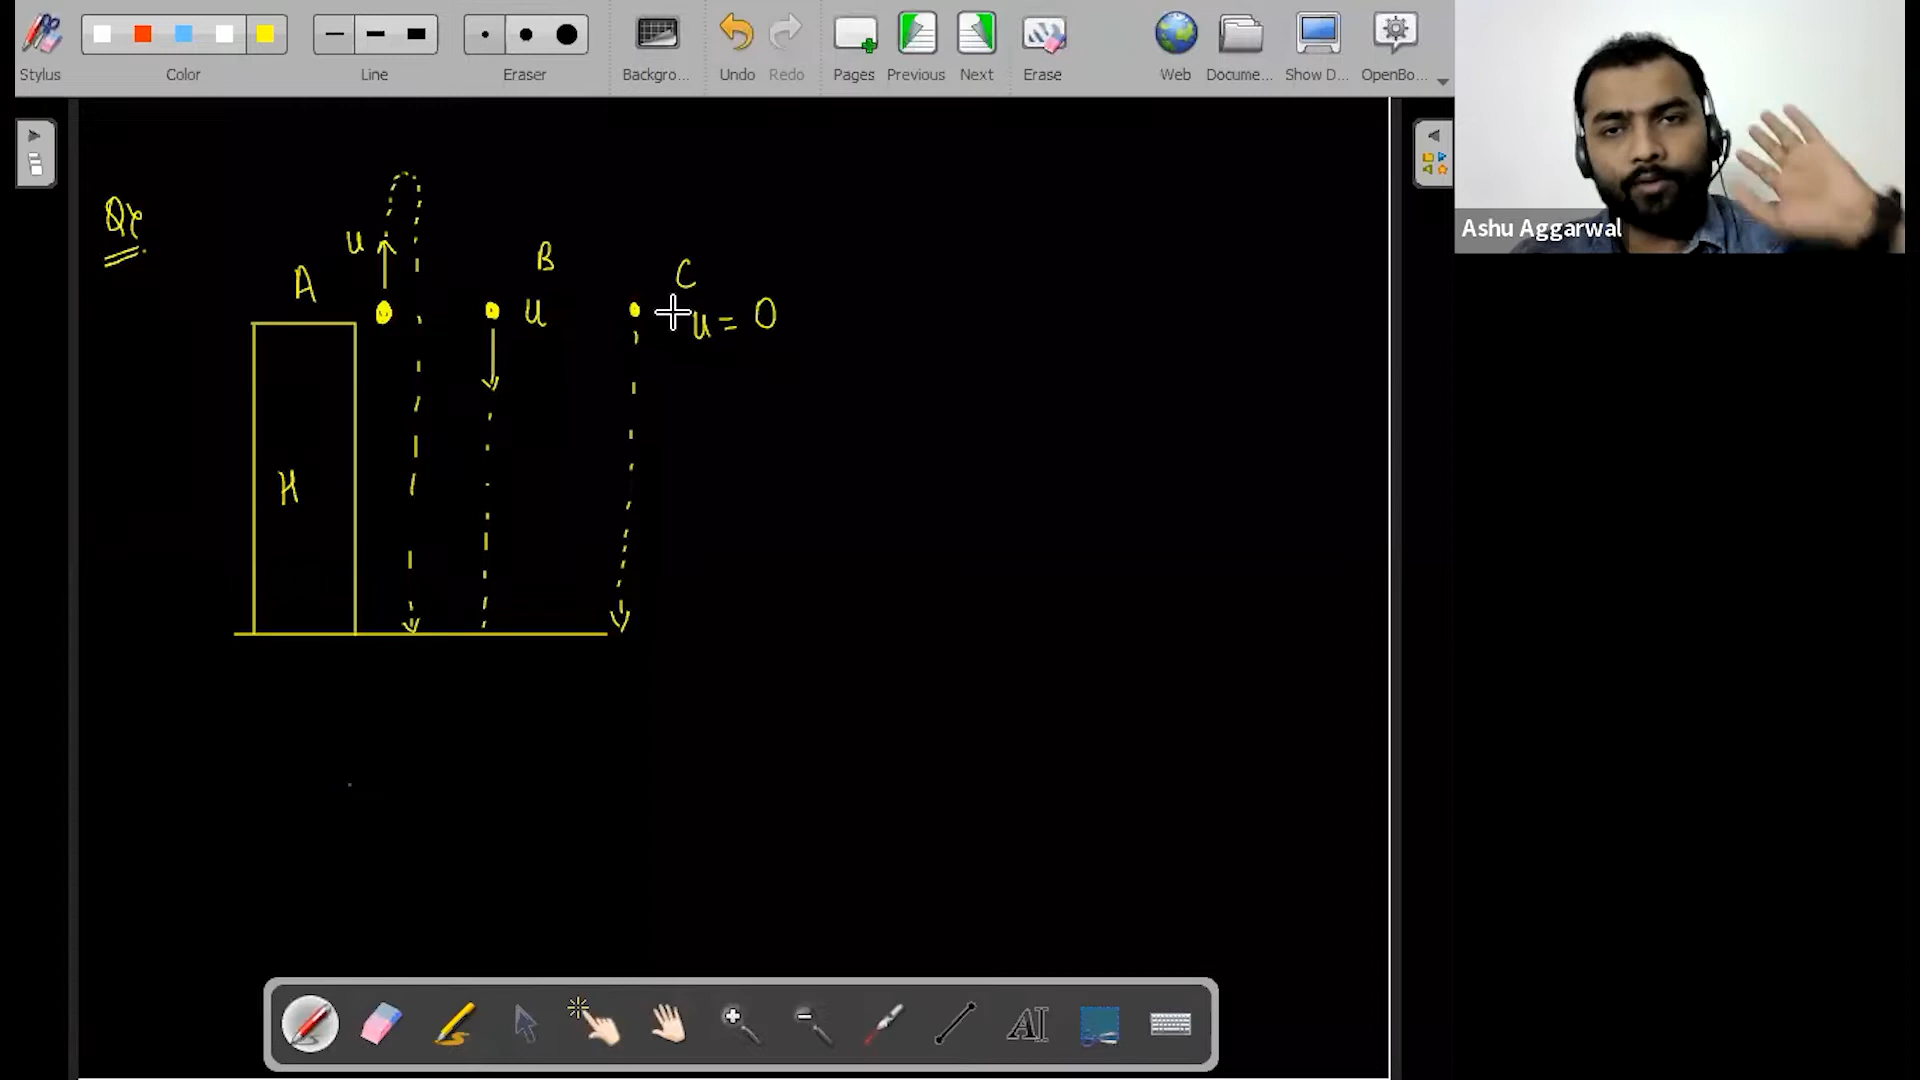 Stylus
Color
Line
Eraser
Backgro...
Undo
Redo
Pages
Previous
Next
Erase
Web
Docume...
Show D...
OpenBo...
Ashu Aggarwal
u
A
B
u
C
u = 0
H
AI